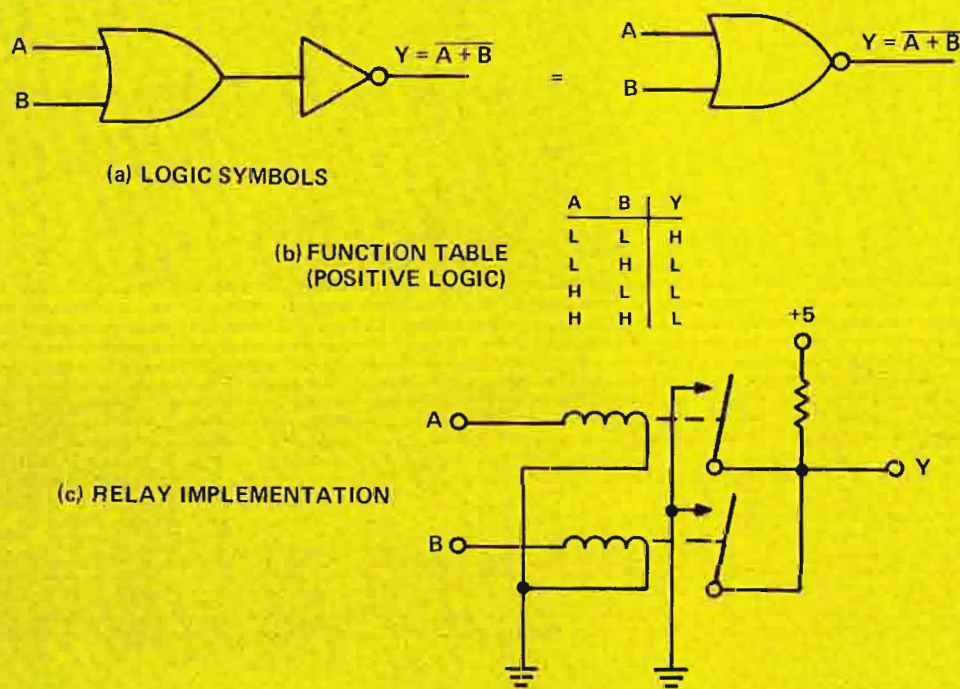 A
Y = A + B
B
=
A
Y = A + B
B
(a) LOGIC SYMBOLS
A B Y
L L H
L H L
H L L
H H L
(b) FUNCTION TABLE
(POSITIVE LOGIC)
+5
A
Y
(c) RELAY IMPLEMENTATION
B